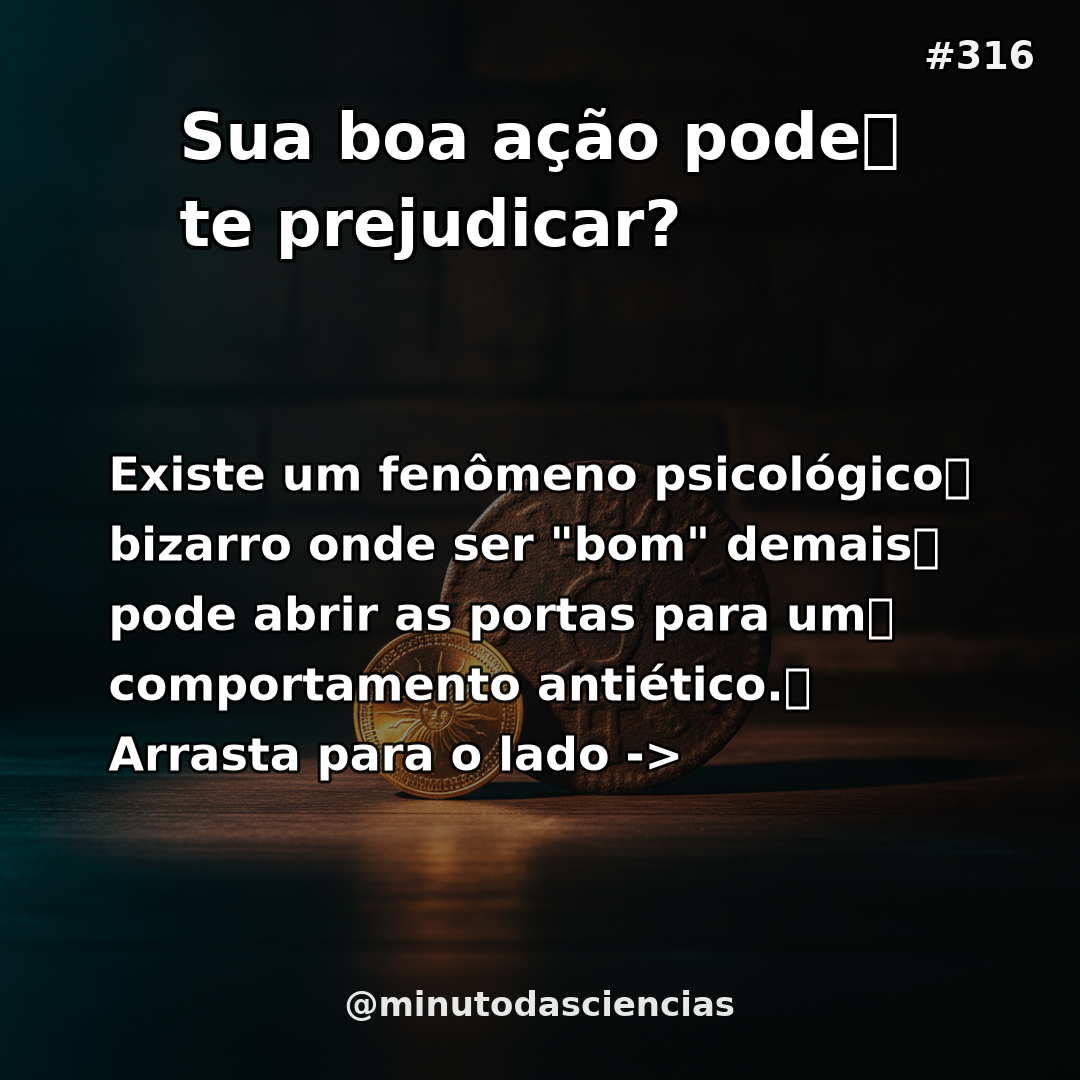 #316
Sua boa ação pode▯
te prejudicar?
Existe um fenômeno psicológico▯
bizarro onde ser "bom" demais▯
pode abrir as portas para um▯
comportamento antiético.▯
Arrasta para o lado ->
@minutodasciencias